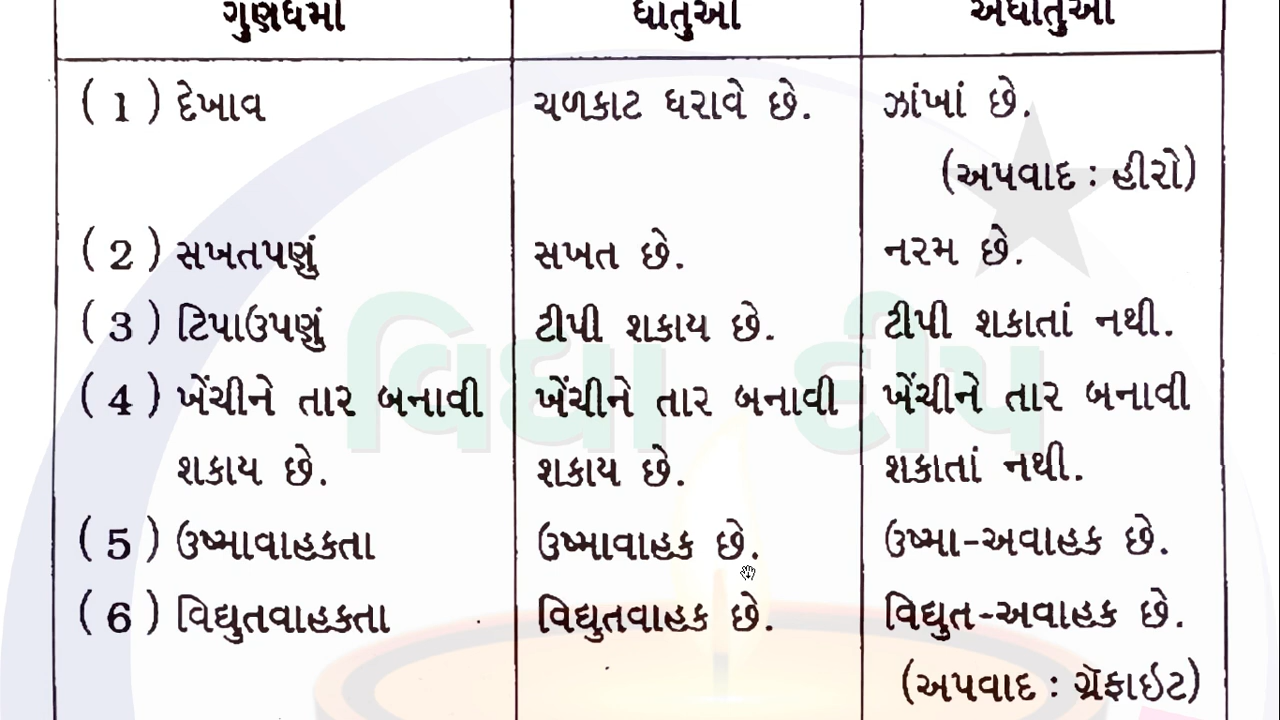 ગુણધર્મો ધાતુઓ અધાતુઓ
( 1 ) દેખાવ ચળકાટ ધરાવે છે. ઝાંખાં છે.
(અપવાદ : હીરો)
( 2 ) સખતપણું સખત છે. નરમ છે.
( 3 ) ટિપાઉપણું ટીપી શકાય છે. ટીપી શકાતાં નથી.
( 4 ) ખેંચીને તાર બનાવી ખેંચીને તાર બનાવી ખેંચીને તાર બનાવી
શકાય છે. શકાય છે. શકાતાં નથી.
( 5 ) ઉષ્માવાહકતા ઉષ્માવાહક છે. ઉષ્મા-અવાહક છે.
( 6 ) વિદ્યુતવાહકતા વિદ્યુતવાહક છે. વિદ્યુત-અવાહક છે.
(અપવાદ : ગ્રૅફાઇટ)
વિદ્યા દીપ